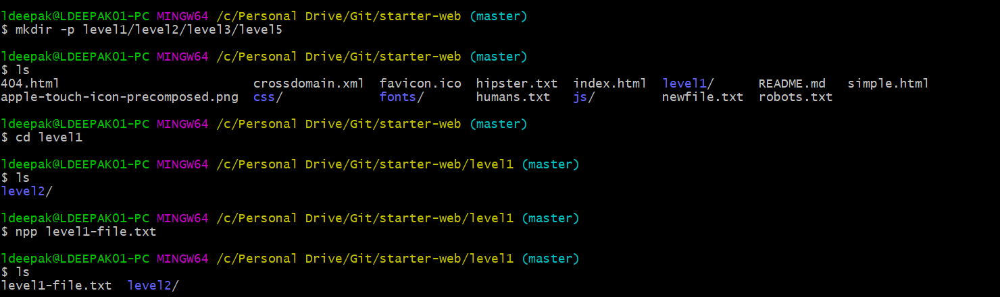 ldeepak@LDEEPAK01-PC MINGW64 /c/Personal Drive/Git/starter-web (master)
$ mkdir -p level1/level2/level3/level5
ldeepak@LDEEPAK01-PC MINGW64 /c/Personal Drive/Git/starter-web (master)
$ ls
404.html crossdomain.xml favicon.ico hipster.txt index.html level1/ README.md simple.html
apple-touch-icon-precomposed.png css/ fonts/ humans.txt js/ newfile.txt robots.txt
ldeepak@LDEEPAK01-PC MINGW64 /c/Personal Drive/Git/starter-web (master)
$ cd level1
ldeepak@LDEEPAK01-PC MINGW64 /c/Personal Drive/Git/starter-web/level1 (master)
$ ls
level2/
ldeepak@LDEEPAK01-PC MINGW64 /c/Personal Drive/Git/starter-web/level1 (master)
$ npp level1-file.txt
ldeepak@LDEEPAK01-PC MINGW64 /c/Personal Drive/Git/starter-web/level1 (master)
$ ls
level1-file.txt level2/